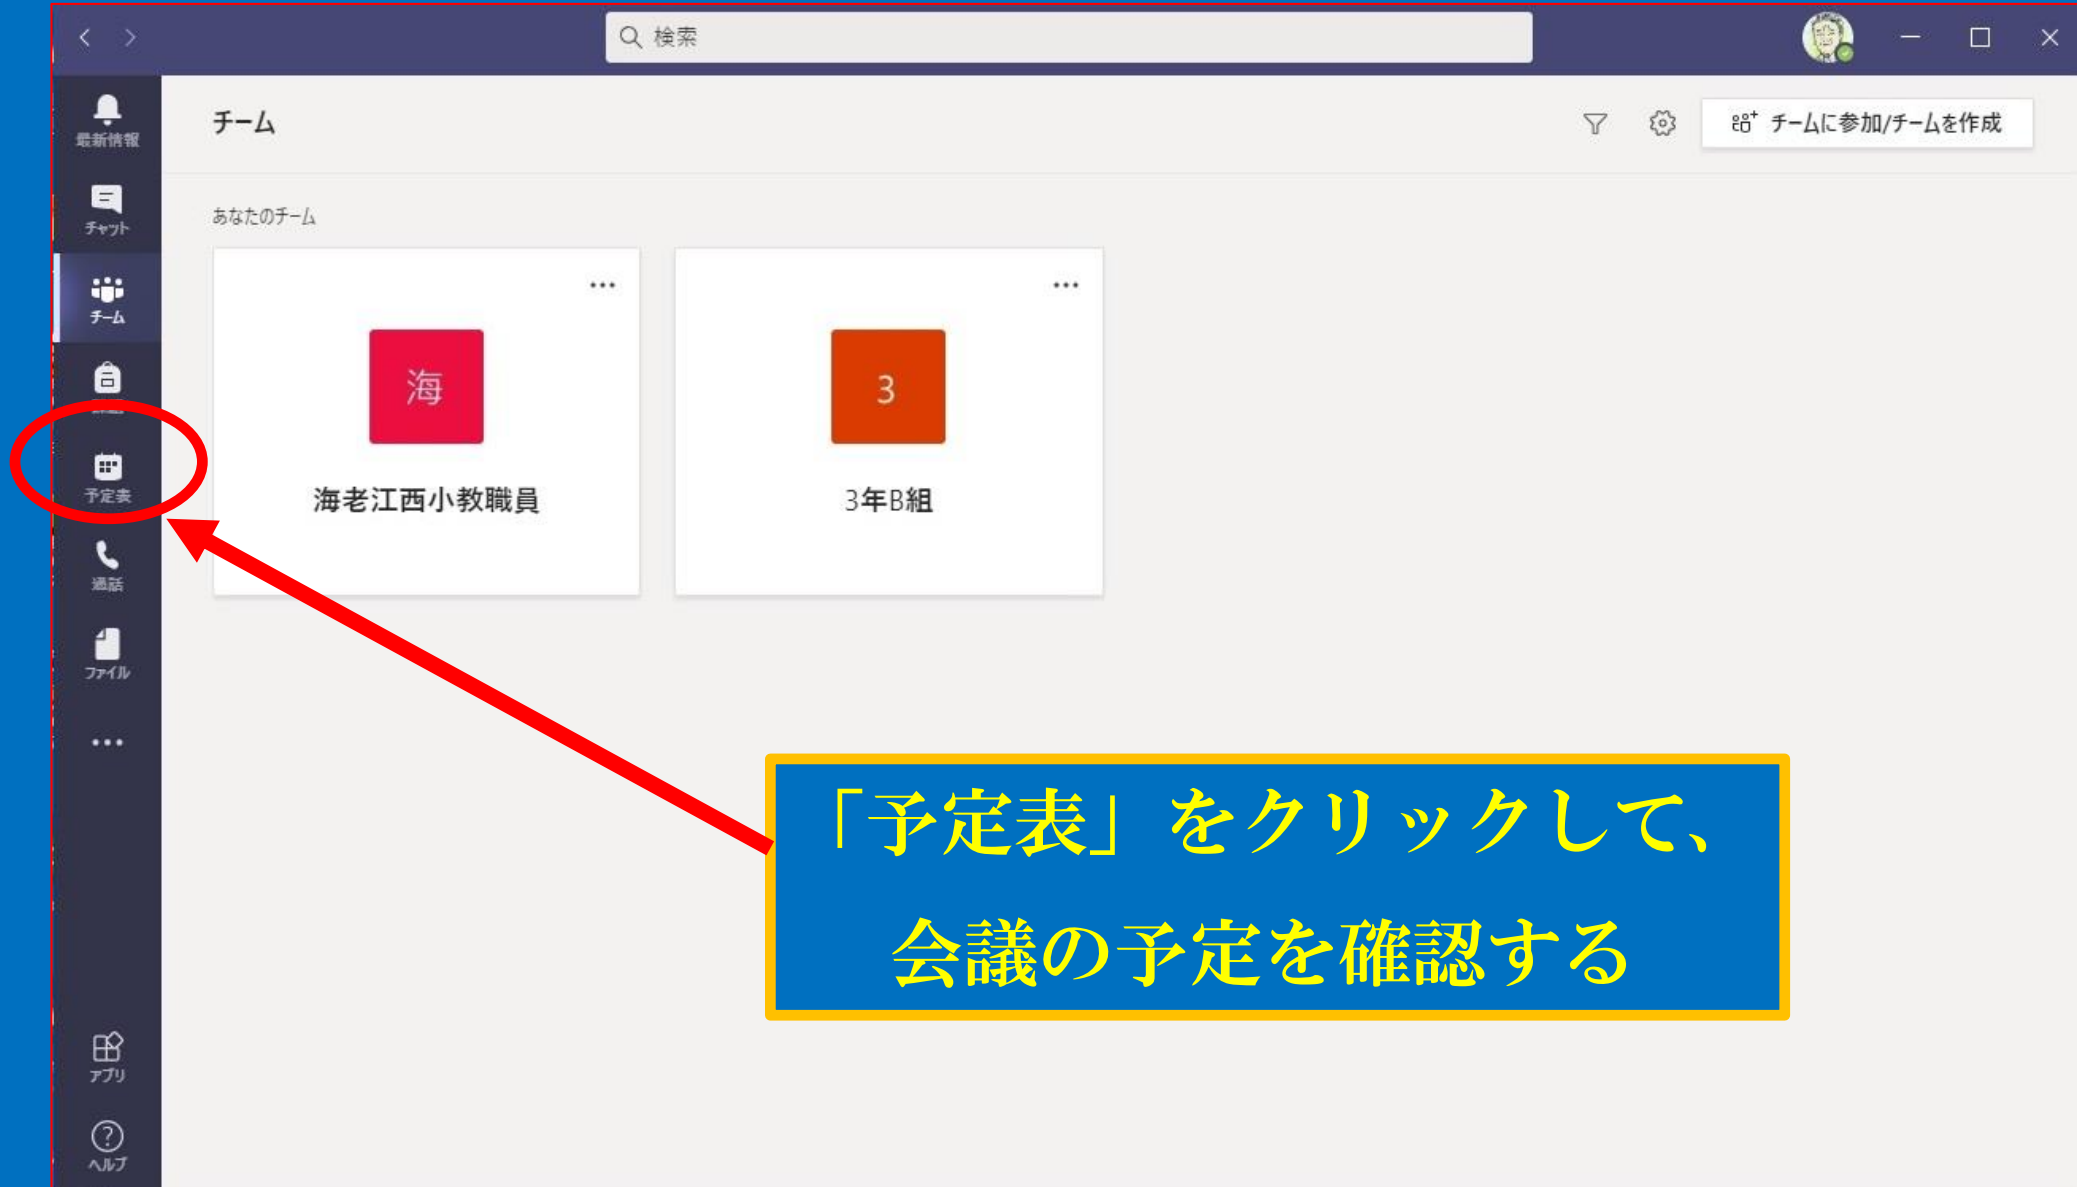 検索
最新情報
チーム
チームに参加/チームを作成
チャット
あなたのチーム
チーム
海
3
海老江西小教職員
3年B組
予定表
通話
ファイル
「予定表」をクリックして、
会議の予定を確認する
アプリ
ヘルプ